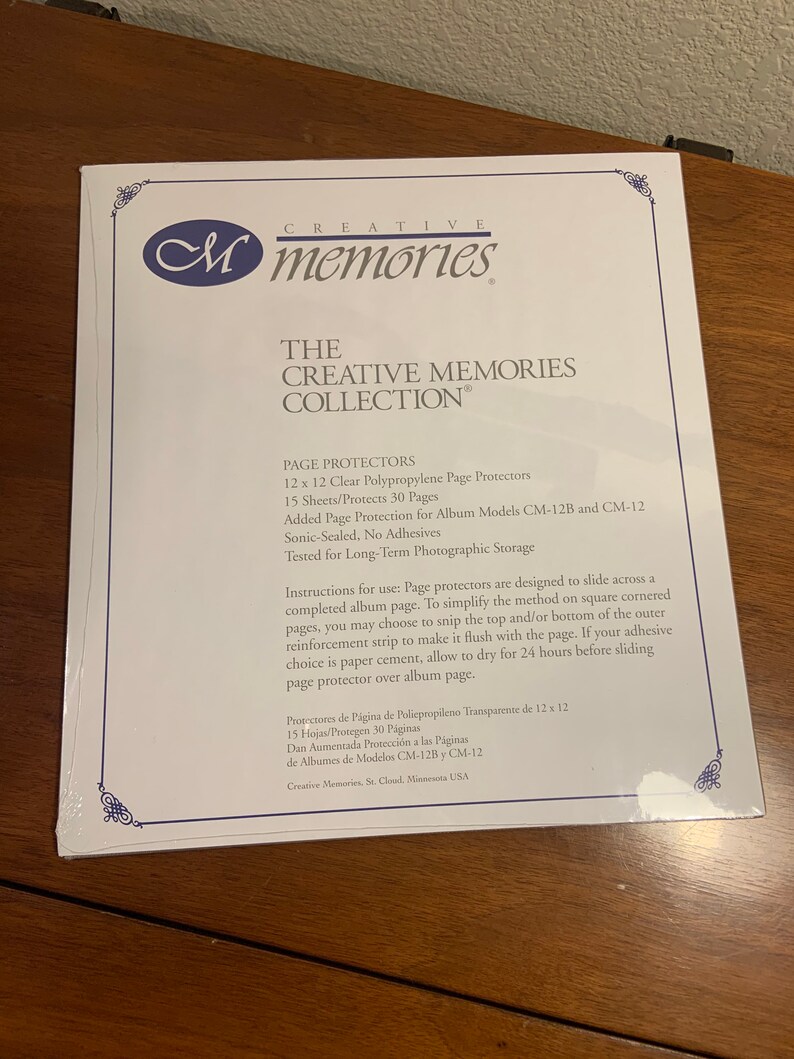 M
CREATIVE
memories®
THE
CREATIVE MEMORIES
COLLECTION®
PAGE PROTECTORS
12 x 12 Clear Polypropylene Page Protectors
15 Sheets/Protects 30 Pages
Added Page Protection for Album Models CM-12B and CM-12
Sonic-Sealed, No Adhesives
Tested for Long-Term Photographic Storage
Instructions for use: Page protectors are designed to slide across a
completed album page. To simplify the method on square cornered
pages, you may choose to snip the top and/or bottom of the outer
reinforcement strip to make it flush with the page. If your adhesive
choice is paper cement, allow to dry for 24 hours before sliding
page protector over album page.
Protectores de Página de Poliepropileno Transparente de 12 x 12
15 Hojas/Protegen 30 Páginas
Dan Aumentada Protección a las Páginas
de Albumes de Modelos CM-12B y CM-12
Creative Memories, St. Cloud, Minnesota USA